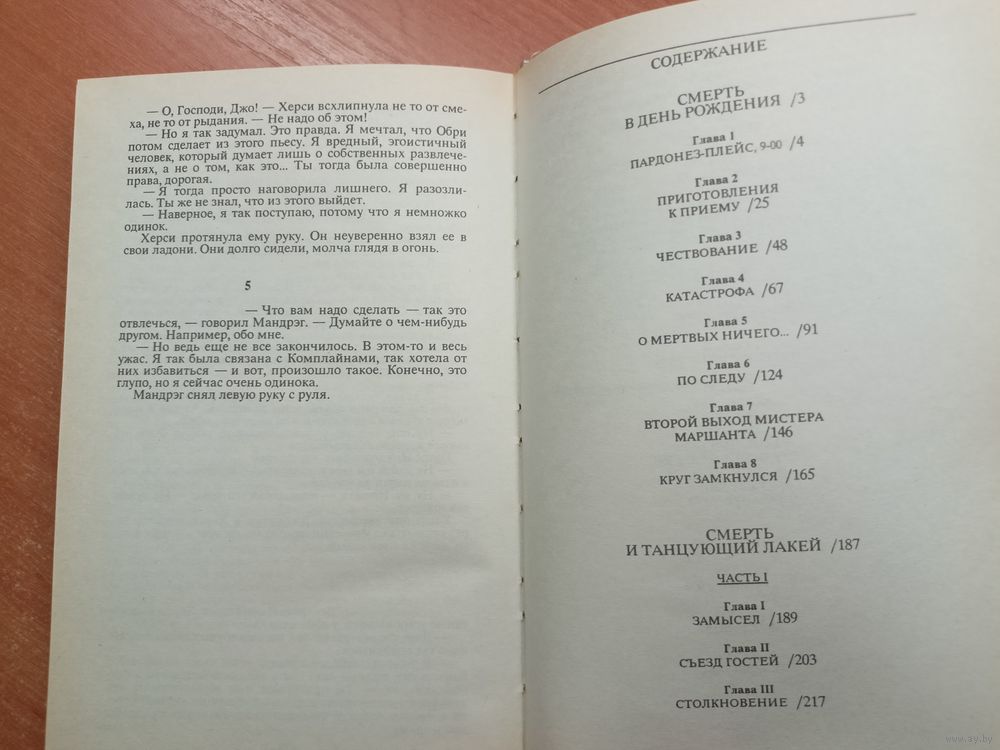 — О, Господи, Джо! — Херси всхлипнула не то от сме-
ха, не то от рыдания. — Не надо об этом!
— Но я так задумал. Это правда. Я мечтал, что Обри
потом сделает из этого пьесу. Я вредный, эгоистичный
человек, который думает лишь о собственных развлече-
ниях, а не о том, как это... Ты тогда была совершенно
права, дорогая.
— Я тогда просто наговорила лишнего. Я разозли-
лась. Ты же не знал, что из этого выйдет.
— Наверное, я так поступаю, потому что я немножко
одинок.
Херси протянула ему руку. Он неуверенно взял ее в
свои ладони. Они долго сидели, молча глядя в огонь.
5
— Что вам надо сделать — так это
отвлечься, — говорил Мандрэг. — Думайте о чем-нибудь
другом. Например, обо мне.
— Но ведь еще не все закончилось. В этом-то и весь
ужас. Я так была связана с Комплайнами, так хотела от
них избавиться — и вот, произошло такое. Конечно, это
глупо, но я сейчас очень одинока.
Мандрэг снял левую руку с руля.
СОДЕРЖАНИЕ
СМЕРТЬ
В ДЕНЬ РОЖДЕНИЯ /3
Глава 1
ПАРДОНЕЗ-ПЛЕЙС, 9-00 /4
Глава 2
ПРИГОТОВЛЕНИЯ
К ПРИЕМУ /25
Глава 3
ЧЕСТВОВАНИЕ /48
Глава 4
КАТАСТРОФА /67
Глава 5
О МЕРТВЫХ НИЧЕГО... /91
Глава 6
ПО СЛЕДУ /124
Глава 7
ВТОРОЙ ВЫХОД МИСТЕРА
МАРШАНТА /146
Глава 8
КРУГ ЗАМКНУЛСЯ /165
СМЕРТЬ
И ТАНЦУЮЩИЙ ЛАКЕЙ /187
ЧАСТЬ I
Глава I
ЗАМЫСЕЛ /189
Глава II
СЪЕЗД ГОСТЕЙ /203
Глава III
СТОЛКНОВЕНИЕ /217
www.ay.by